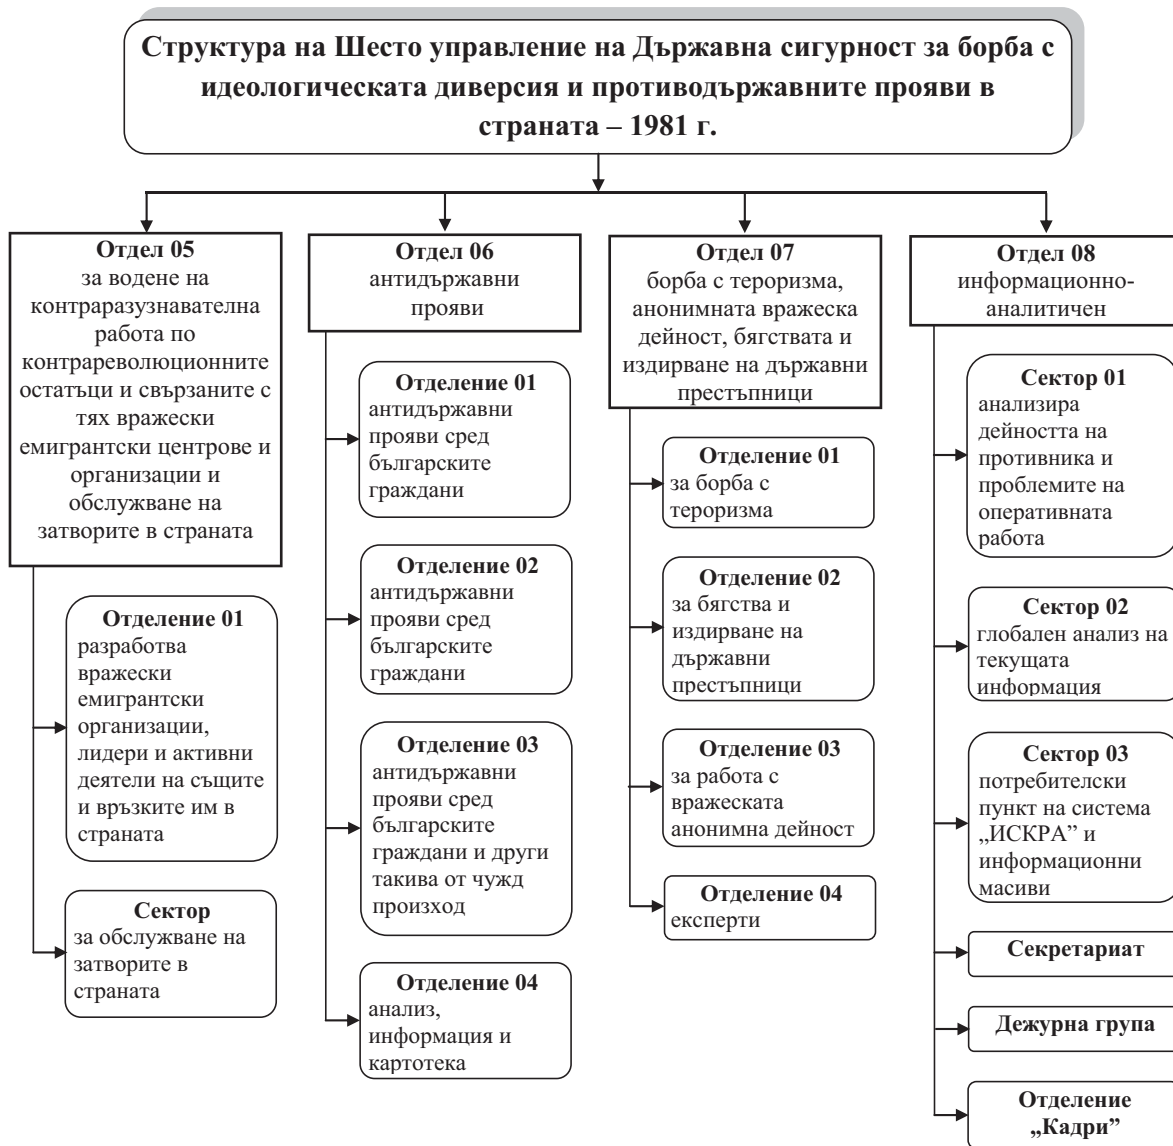 Структура на Шесто управление на Държавна сигурност за борба с
идеологическата диверсия и противодържавните прояви в
страната – 1981 г.
Отдел 05
за водене на
контраразузнавателна
работа по
контрареволюционните
остатъци и свързаните с
тях вражески
емигрантски центрове и
организации и
обслужване на
затворите в страната
Отделение 01
разработва
вражески
емигрантски
организации,
лидери и активни
деятели на същите
и връзките им в
страната
Сектор
за обслужване на
затворите в
страната
Отдел 06
антидържавни
прояви
Отделение 01
антидържавни
прояви сред
българските
граждани
Отделение 02
антидържавни
прояви сред
българските
граждани
Отделение 03
антидържавни
прояви сред
българските
граждани и други
такива от чужд
произход
Отделение 04
анализ,
информация и
картотека
Отдел 07
борба с тероризма,
анонимната вражеска
дейност, бягствата и
издирване на държавни
престъпници
Отделение 01
за борба с
тероризма
Отделение 02
за бягства и
издирване на
държавни
престъпници
Отделение 03
за работа с
вражеската
анонимна дейност
Отделение 04
експерти
Отдел 08
информационно-
аналитичен
Сектор 01
анализира
дейността на
противника и
проблемите на
оперативната
работа
Сектор 02
глобален анализ на
текущата
информация
Сектор 03
потребителски
пункт на система
„ИСКРА” и
информационни
масиви
Секретариат
Дежурна група
Отделение
„Кадри”